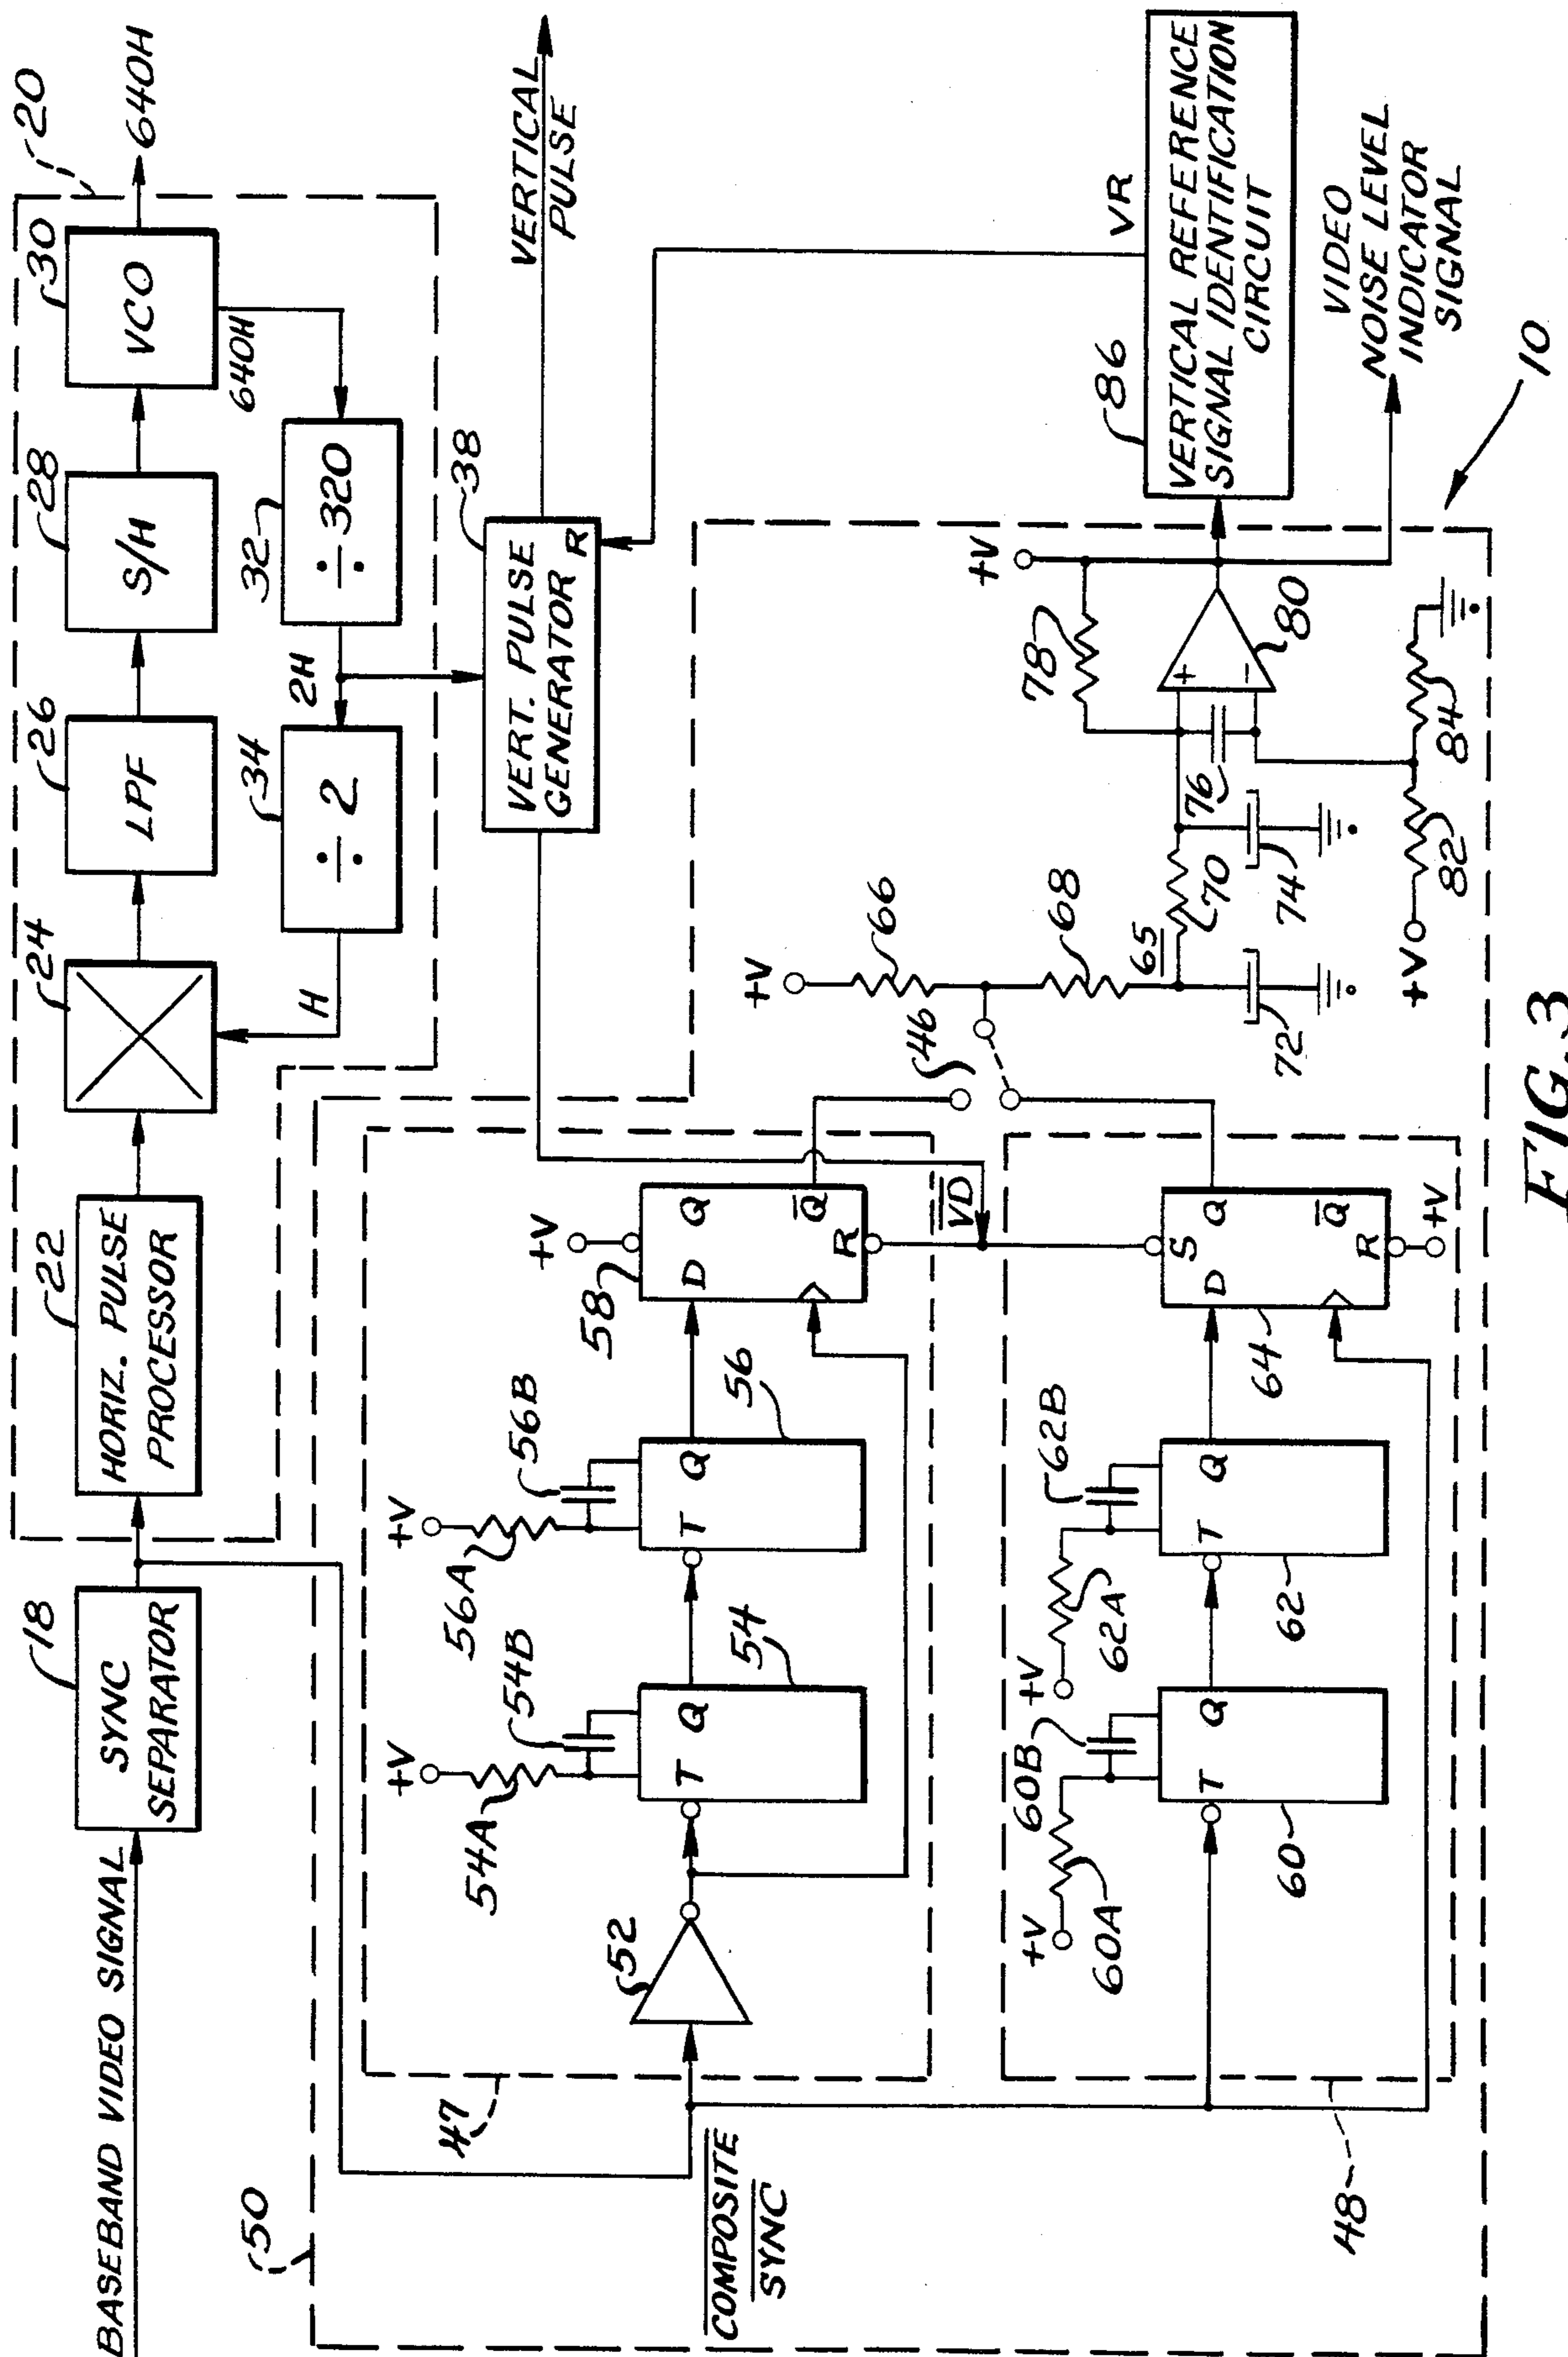 BASEBAND VIDEO SIGNAL
18
SYNC
SEPARATOR
22
HORIZ. PULSE
PROCESSOR
24
26
LPF
28
S/H
30
VCO
20
640H
640H
32
÷ 320
2H
34
÷ 2
H
38
VERT. PULSE
GENERATOR
R
VERTICAL
PULSE
50
47
COMPOSITE
SYNC
52
+V
54A
54B
T
Q
54
+V
56A
56B
T
Q
56
+V
58
D
Q
Q
R
VD
46
+V
66
68
65
70
72
74
76
78
+V
+
-
80
+V
82
84
86
VERTICAL REFERENCE
SIGNAL IDENTIFICATION
CIRCUIT
VR
VIDEO
NOISE LEVEL
INDICATOR
SIGNAL
10
48
+V
60A
60B
T
Q
60
+V
62A
62B
T
Q
62
64
S
D
Q
Q
R
+V
FIG.3